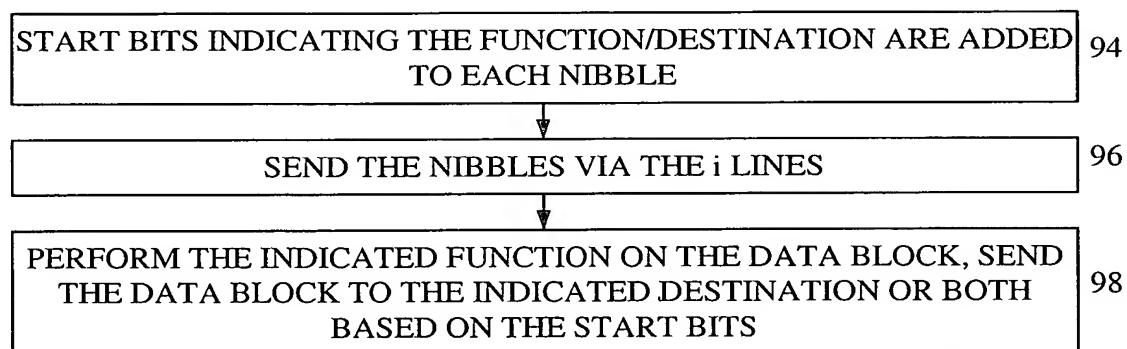 START BITS INDICATING THE FUNCTION/DESTINATION ARE ADDED
TO EACH NIBBLE
94
SEND THE NIBBLES VIA THE i LINES
96
PERFORM THE INDICATED FUNCTION ON THE DATA BLOCK, SEND
THE DATA BLOCK TO THE INDICATED DESTINATION OR BOTH
BASED ON THE START BITS
98